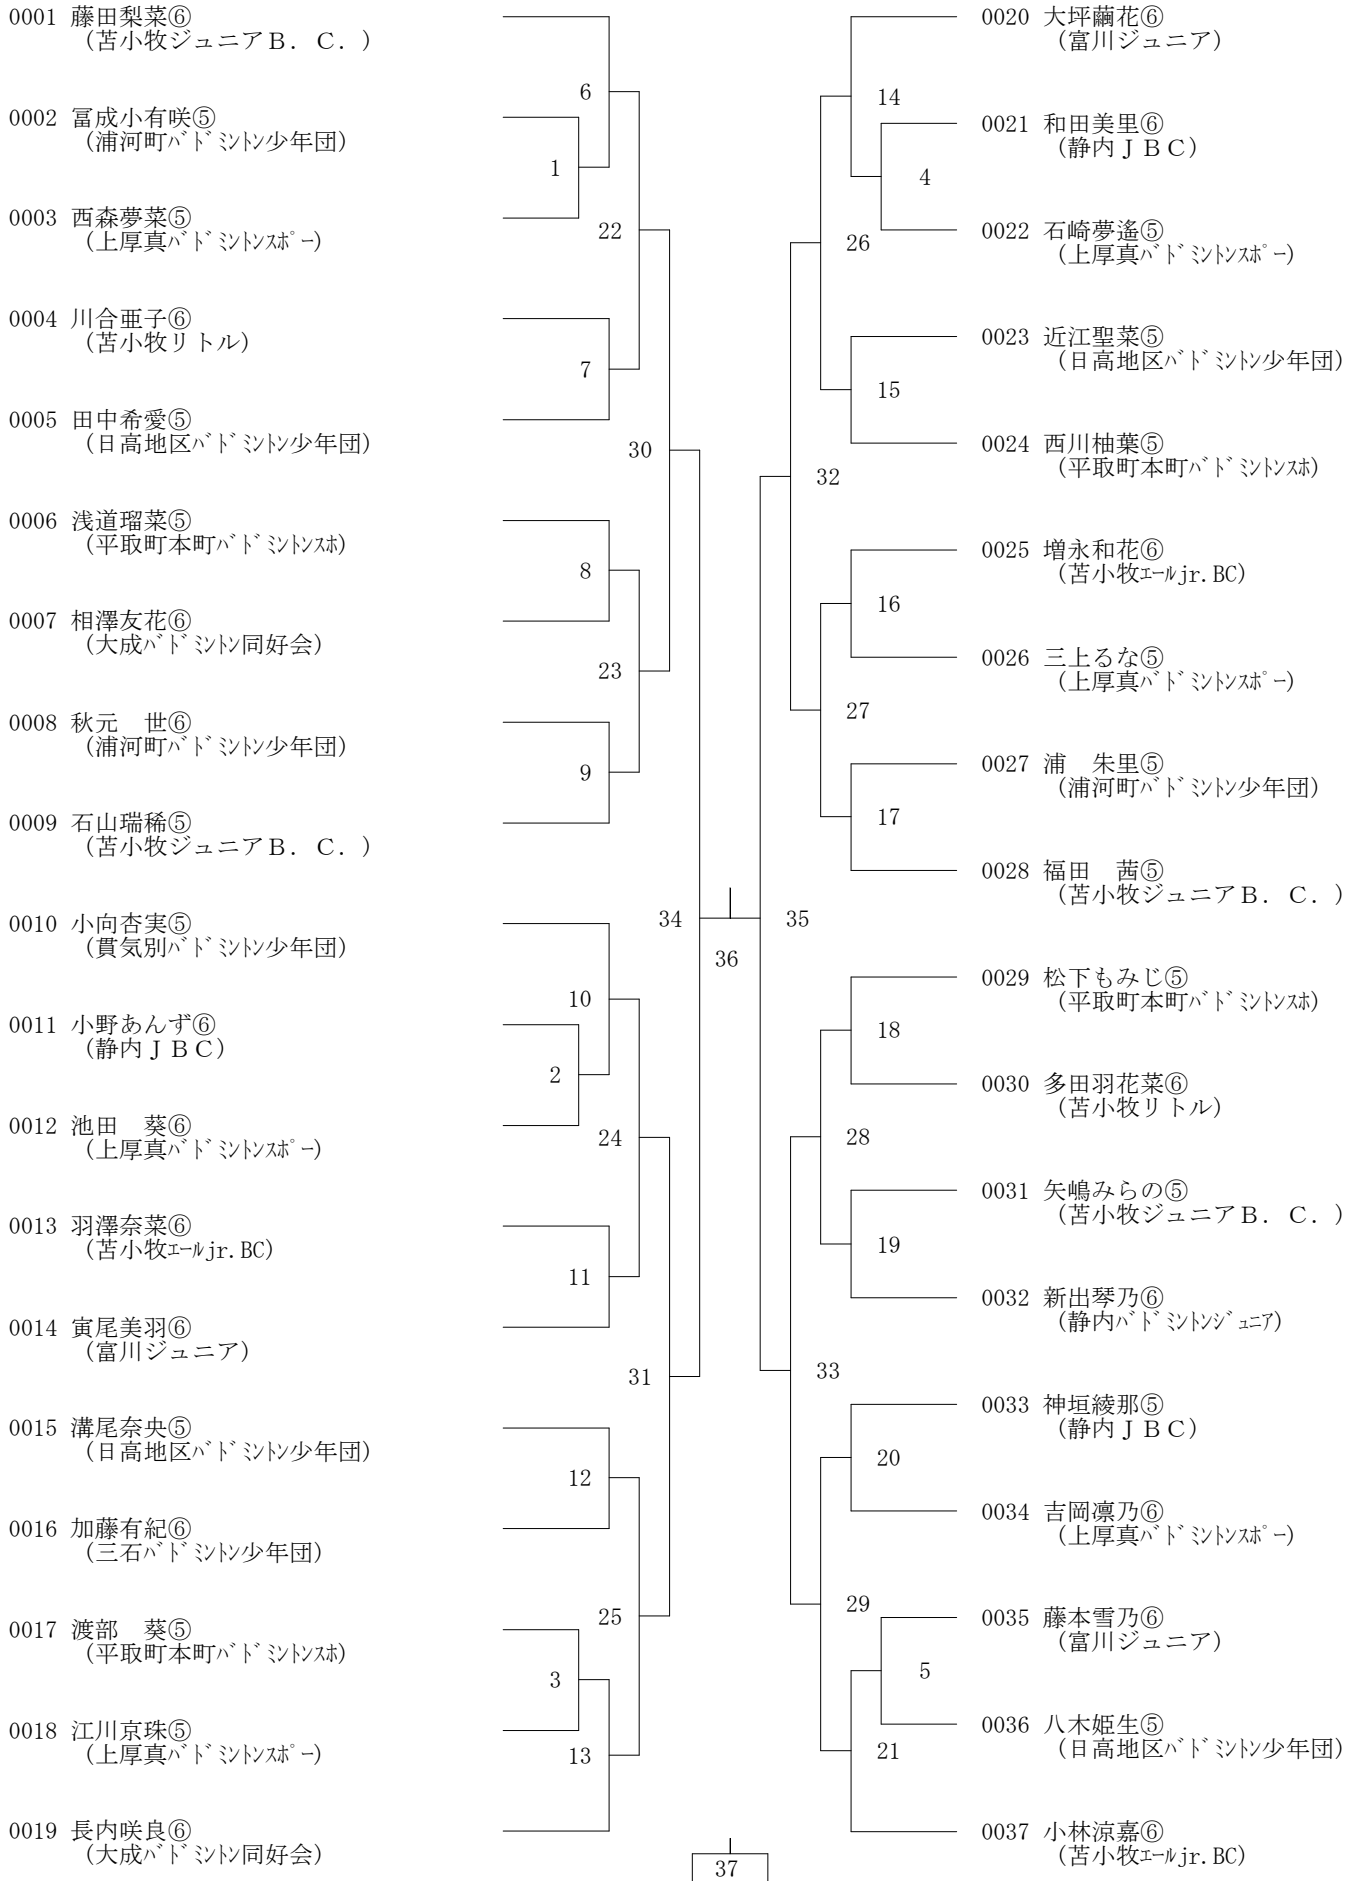 0001 藤田梨菜⑥
(苫小牧ジュニアＢ．Ｃ．)
0002 冨成小有咲⑤
(浦河町ﾊﾞﾄﾞﾐﾝﾄﾝ少年団)
0003 西森夢菜⑤
(上厚真ﾊﾞﾄﾞﾐﾝﾄﾝｽﾎﾟｰ)
0004 川合亜子⑥
(苫小牧リトル)
0005 田中希愛⑤
(日高地区ﾊﾞﾄﾞﾐﾝﾄﾝ少年団)
0006 浅道瑠菜⑤
(平取町本町ﾊﾞﾄﾞﾐﾝﾄﾝｽﾎ)
0007 相澤友花⑥
(大成ﾊﾞﾄﾞﾐﾝﾄﾝ同好会)
0008 秋元　世⑥
(浦河町ﾊﾞﾄﾞﾐﾝﾄﾝ少年団)
0009 石山瑞稀⑤
(苫小牧ジュニアＢ．Ｃ．)
0010 小向杏実⑤
(貫気別ﾊﾞﾄﾞﾐﾝﾄﾝ少年団)
0011 小野あんず⑥
(静内ＪＢＣ)
0012 池田　葵⑥
(上厚真ﾊﾞﾄﾞﾐﾝﾄﾝｽﾎﾟｰ)
0013 羽澤奈菜⑥
(苫小牧ｴｰﾙjr.BC)
0014 寅尾美羽⑥
(富川ジュニア)
0015 溝尾奈央⑤
(日高地区ﾊﾞﾄﾞﾐﾝﾄﾝ少年団)
0016 加藤有紀⑥
(三石ﾊﾞﾄﾞﾐﾝﾄﾝ少年団)
0017 渡部　葵⑤
(平取町本町ﾊﾞﾄﾞﾐﾝﾄﾝｽﾎ)
0018 江川京珠⑤
(上厚真ﾊﾞﾄﾞﾐﾝﾄﾝｽﾎﾟｰ)
0019 長内咲良⑥
(大成ﾊﾞﾄﾞﾐﾝﾄﾝ同好会)
6
1
22
7
30
8
23
9
34
10
2
24
11
31
12
25
3
13
36
37
35
14
4
26
15
32
16
27
17
18
28
19
33
20
29
5
21
0020 大坪繭花⑥
(富川ジュニア)
0021 和田美里⑥
(静内ＪＢＣ)
0022 石崎夢遙⑤
(上厚真ﾊﾞﾄﾞﾐﾝﾄﾝｽﾎﾟｰ)
0023 近江聖菜⑤
(日高地区ﾊﾞﾄﾞﾐﾝﾄﾝ少年団)
0024 西川柚葉⑤
(平取町本町ﾊﾞﾄﾞﾐﾝﾄﾝｽﾎ)
0025 増永和花⑥
(苫小牧ｴｰﾙjr.BC)
0026 三上るな⑤
(上厚真ﾊﾞﾄﾞﾐﾝﾄﾝｽﾎﾟｰ)
0027 浦　朱里⑤
(浦河町ﾊﾞﾄﾞﾐﾝﾄﾝ少年団)
0028 福田　茜⑤
(苫小牧ジュニアＢ．Ｃ．)
0029 松下もみじ⑤
(平取町本町ﾊﾞﾄﾞﾐﾝﾄﾝｽﾎ)
0030 多田羽花菜⑥
(苫小牧リトル)
0031 矢嶋みらの⑤
(苫小牧ジュニアＢ．Ｃ．)
0032 新出琴乃⑥
(静内ﾊﾞﾄﾞﾐﾝﾄﾝｼﾞｭﾆｱ)
0033 神垣綾那⑤
(静内ＪＢＣ)
0034 吉岡凛乃⑥
(上厚真ﾊﾞﾄﾞﾐﾝﾄﾝｽﾎﾟｰ)
0035 藤本雪乃⑥
(富川ジュニア)
0036 八木姫生⑤
(日高地区ﾊﾞﾄﾞﾐﾝﾄﾝ少年団)
0037 小林涼嘉⑥
(苫小牧ｴｰﾙjr.BC)